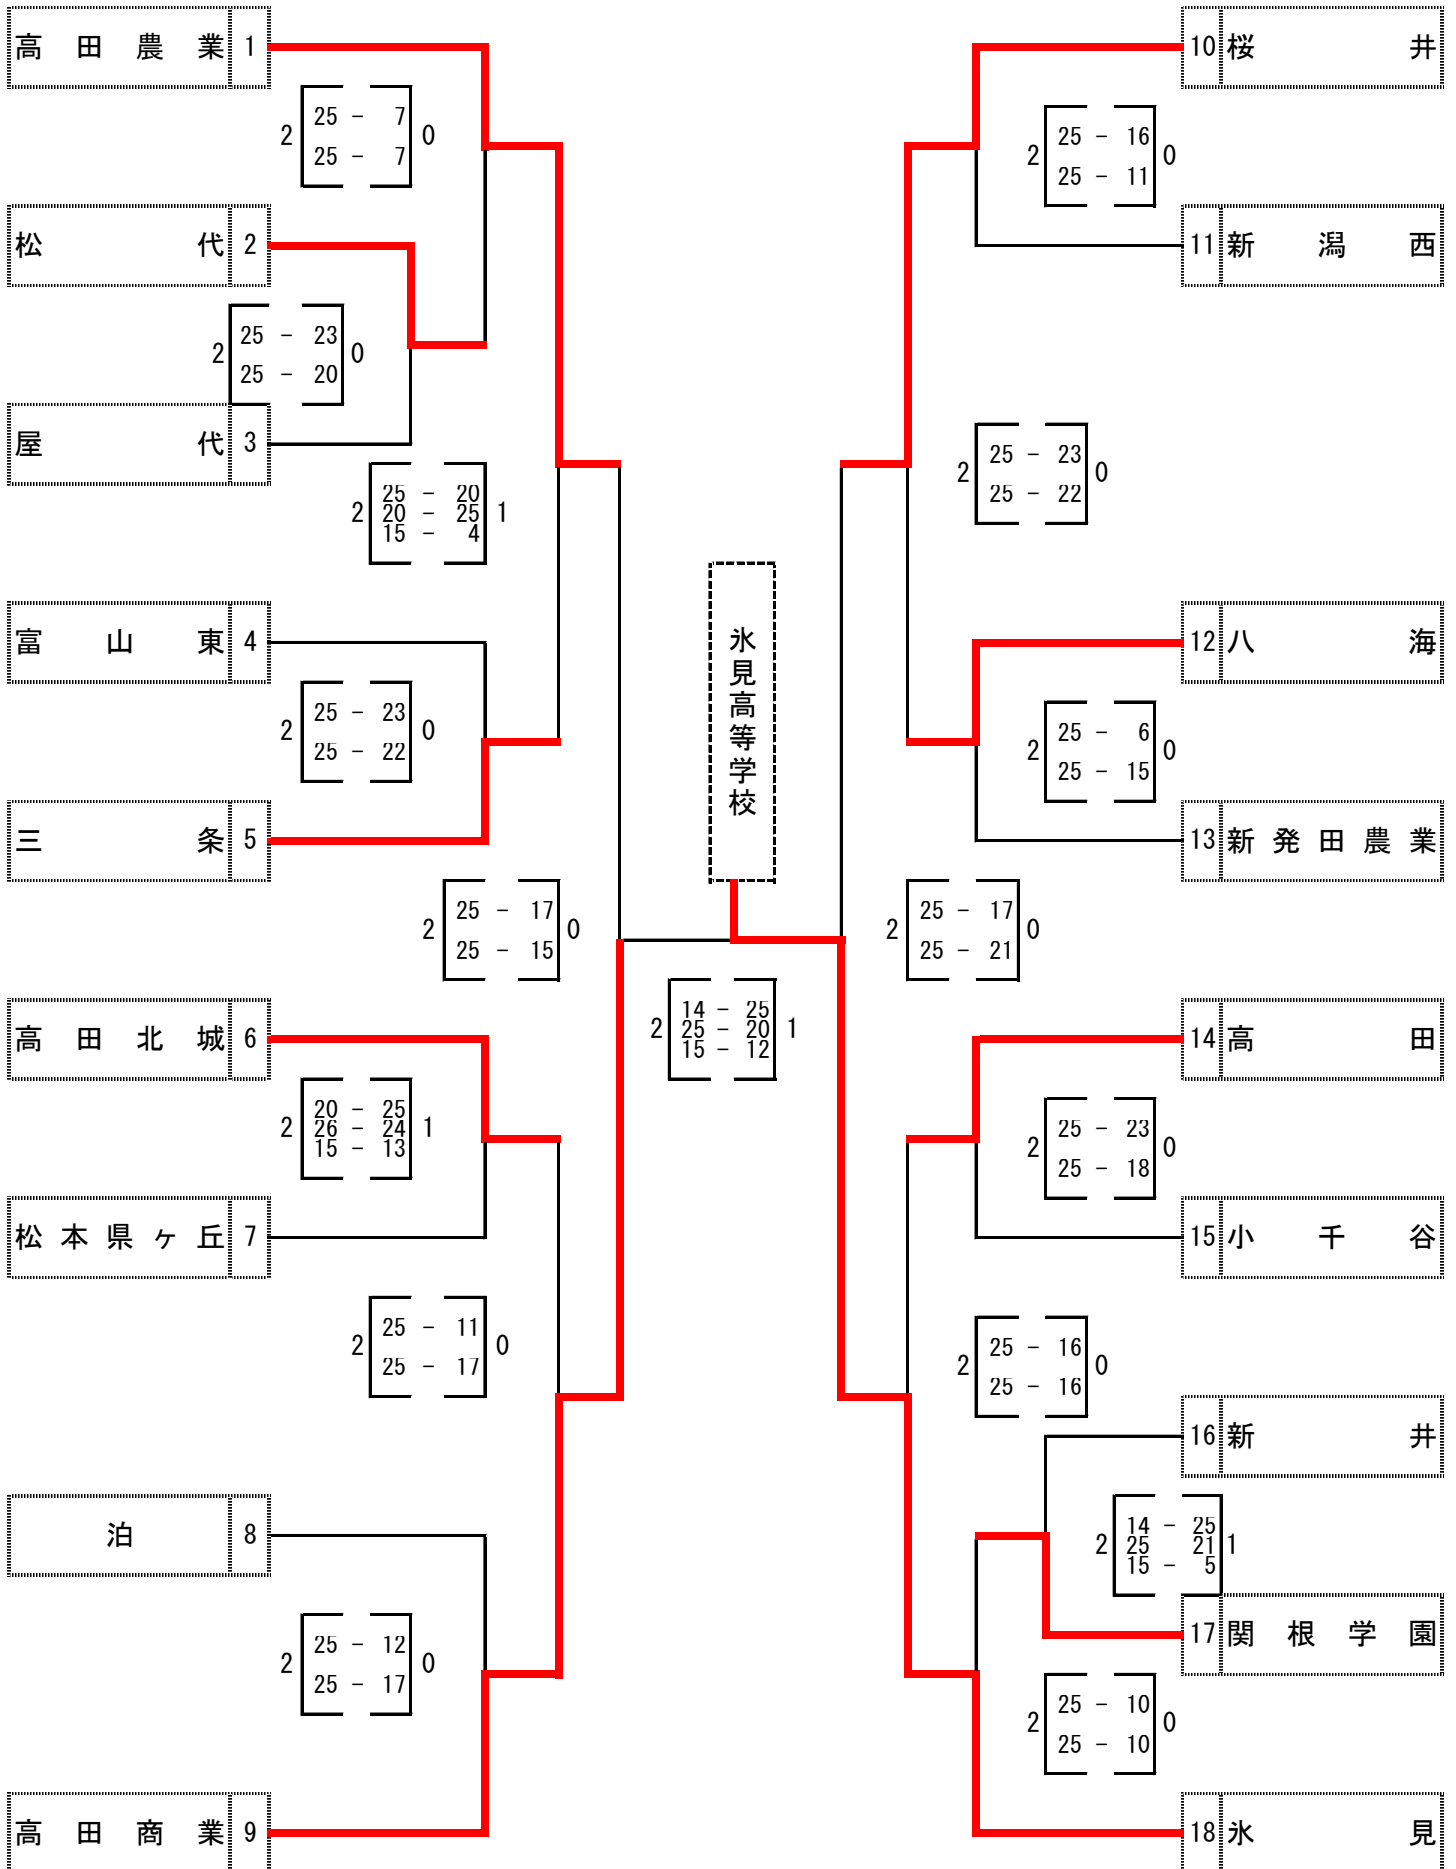 高田農業 1
2 25 - 7 0
25 - 7
松代 2
2 25 - 23 0
25 - 20
屋代 3
2 25 - 20 1
20 - 25
15 - 4
富山東 4
2 25 - 23 0
25 - 22
三条 5
2 25 - 17 0
25 - 15
高田北城 6
2 20 - 25 1
26 - 24
15 - 13
松本県ヶ丘 7
2 25 - 11 0
25 - 17
泊 8
2 25 - 12 0
25 - 17
高田商業 9
氷見高等学校
2 14 - 25 1
25 - 20
15 - 12
10 桜井
2 25 - 16 0
25 - 11
11 新潟西
2 25 - 23 0
25 - 22
12 八海
2 25 - 6 0
25 - 15
13 新発田農業
2 25 - 17 0
25 - 21
14 高田
2 25 - 23 0
25 - 18
15 小千谷
2 25 - 16 0
25 - 16
16 新井
2 14 - 25 1
25 21
15 - 5
17 関根学園
2 25 - 10 0
25 - 10
18 氷見